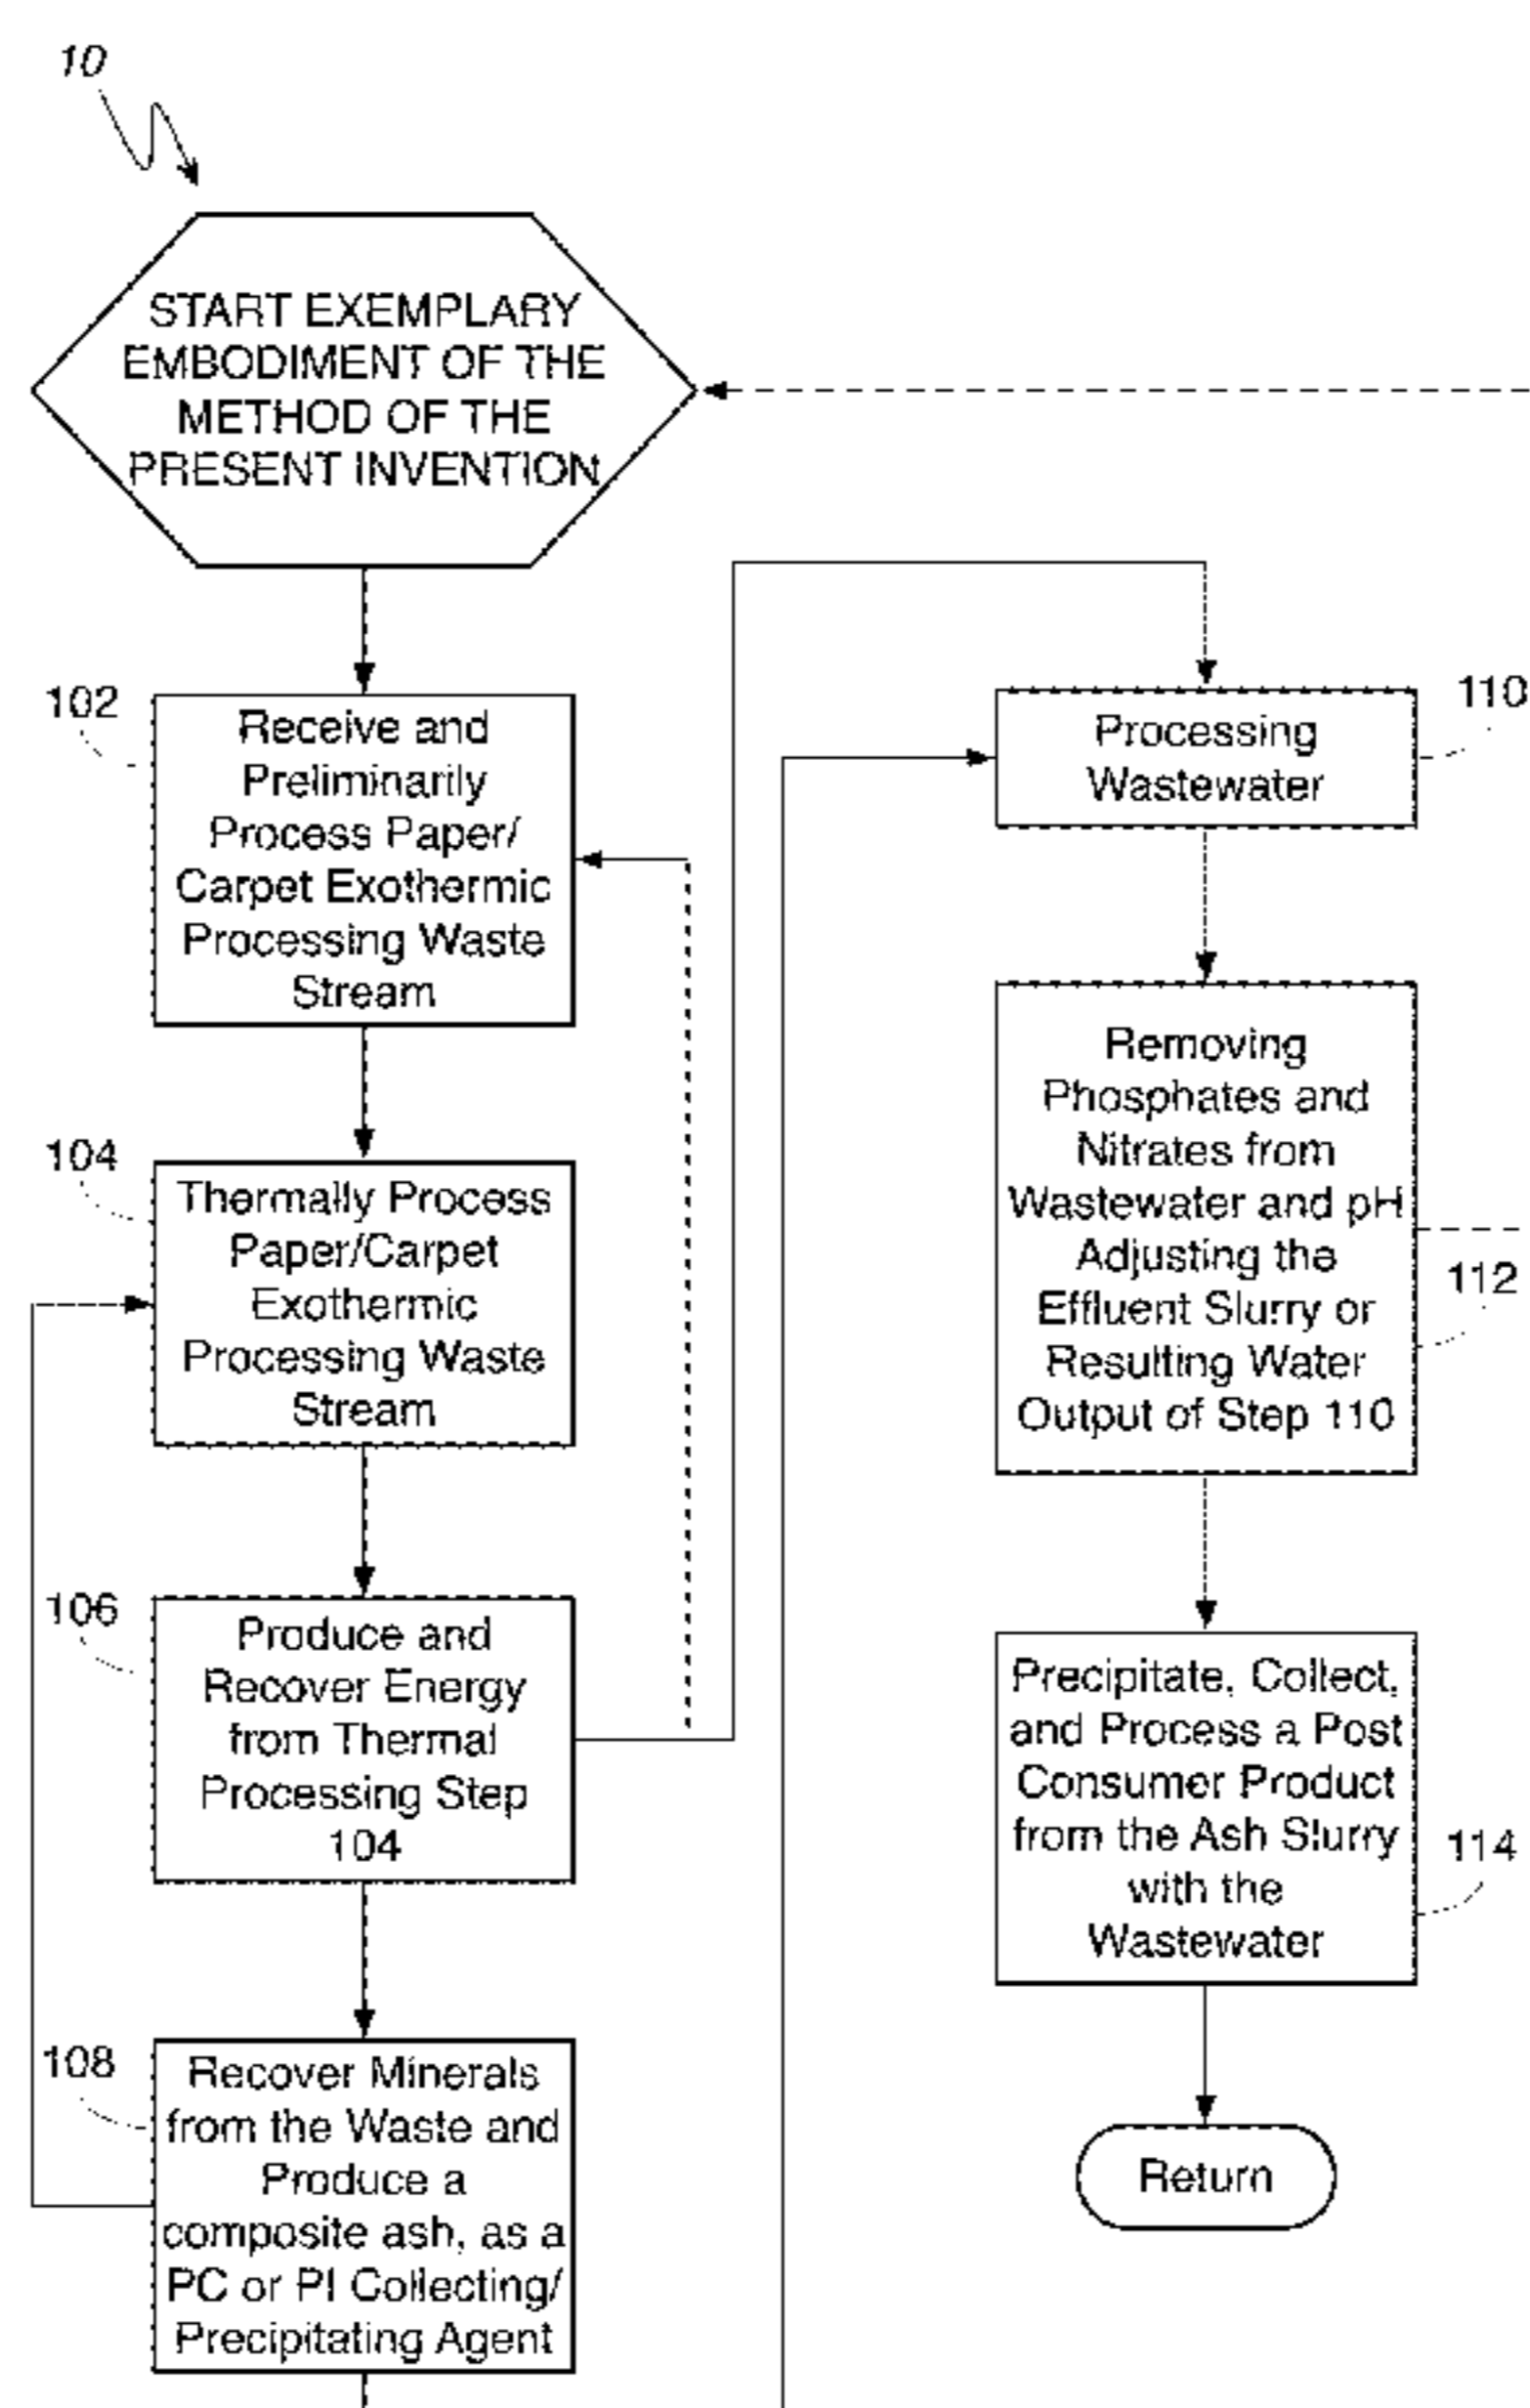 10
START EXEMPLARY
EMBODIMENT OF THE
METHOD OF THE
PRESENT INVENTION
102
Receive and
Preliminarily
Process Paper/
Carpet Exothermic
Processing Waste
Stream
104
Thermally Process
Paper/Carpet
Exothermic
Processing Waste
Stream
106
Produce and
Recover Energy
from Thermal
Processing Step
104
108
Recover Minerals
from the Waste and
Produce a
composite ash, as a
PC or PI Collecting/
Precipitating Agent
110
Processing
Wastewater
Removing
Phosphates and
Nitrates from
Wastewater and pH
Adjusting the
Effluent Slurry or
Resulting Water
Output of Step 110
112
Precipitate, Collect,
and Process a Post
Consumer Product
from the Ash Slurry
with the
Wastewater
114
Return